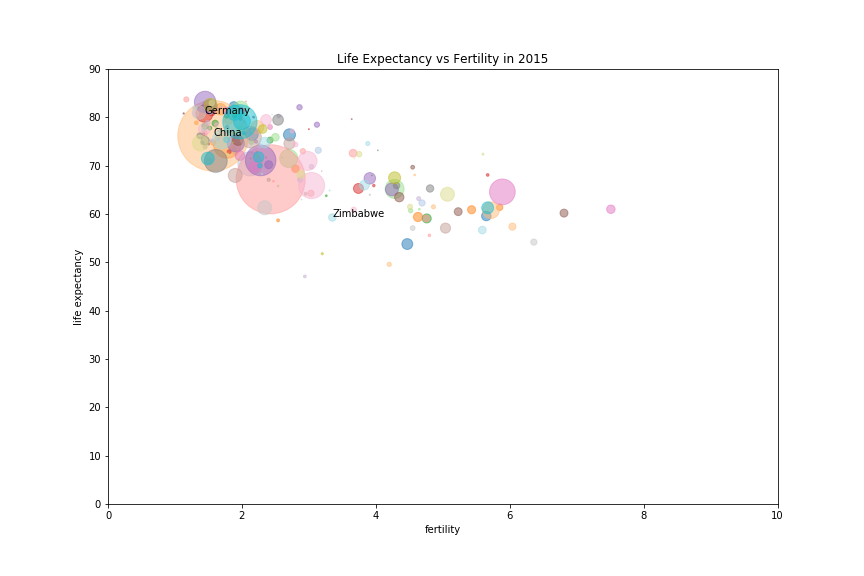 Life Expectancy vs Fertility in 2015
90
80
70
60
50
40
30
20
10
0
life expectancy
Germany
China
Zimbabwe
0 2 4 6 8 10
fertility